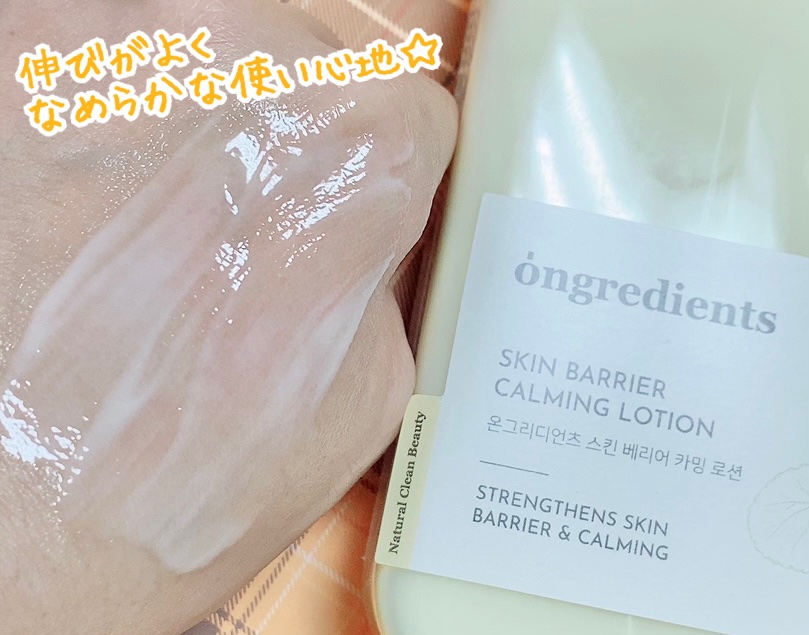 伸びがよく
なめらかな使い心地☆
ongredients
SKIN BARRIER
CALMING LOTION
온그리디언츠 스킨 베리어 카밍 로션
STRENGTHENS SKIN
BARRIER & CALMING
Natural Clean Beauty